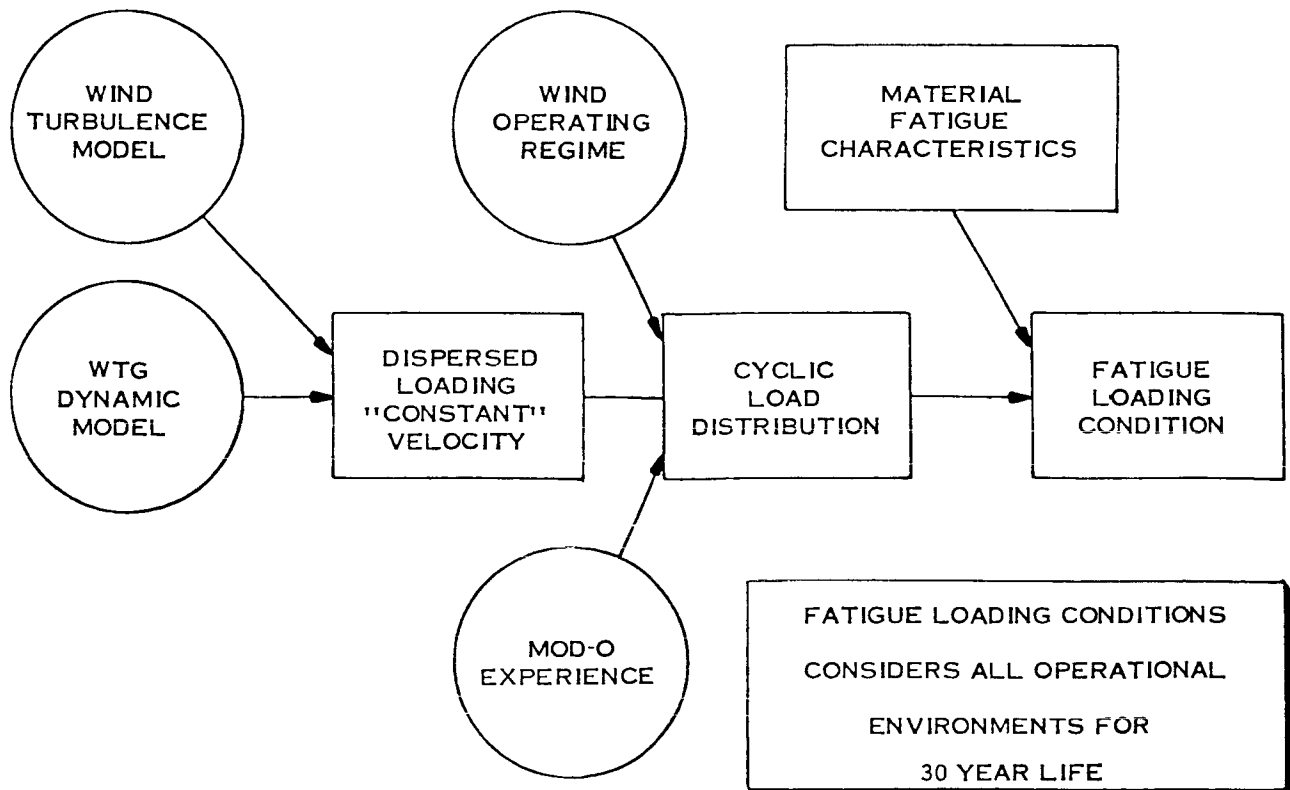 WIND
TURBULENCE
MODEL
WIND
OPERATING
REGIME
MATERIAL
FATIGUE
CHARACTERISTICS
WTG
DYNAMIC
MODEL
DISPERSED
LOADING
"CONSTANT"
VELOCITY
CYCLIC
LOAD
DISTRIBUTION
FATIGUE
LOADING
CONDITION
MOD-O
EXPERIENCE
FATIGUE LOADING CONDITIONS
CONSIDERS ALL OPERATIONAL
ENVIRONMENTS FOR
30 YEAR LIFE